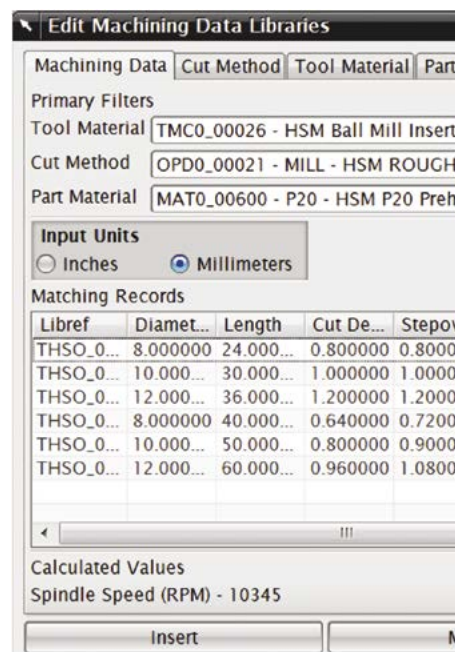 Edit Machining Data Libraries
Machining Data Cut Method Tool Material Part
Primary Filters
Tool Material TMC0_00026 - HSM Ball Mill Insert
Cut Method OPD0_00021 - MILL - HSM ROUGH
Part Material MAT0_00600 - P20 - HSM P20 Preh
Input Units
Inches Millimeters
Matching Records
Libref Diamet... Length Cut De... Stepov
THSO_0... 8.000000 24.000... 0.800000 0.8000
THSO_0... 10.000... 30.000... 1.000000 1.0000
THSO_0... 12.000... 36.000... 1.200000 1.2000
THSO_0... 8.000000 40.000... 0.640000 0.7200
THSO_0... 10.000... 50.000... 0.800000 0.9000
THSO_0... 12.000... 60.000... 0.960000 1.0800
Calculated Values
Spindle Speed (RPM) - 10345
Insert M